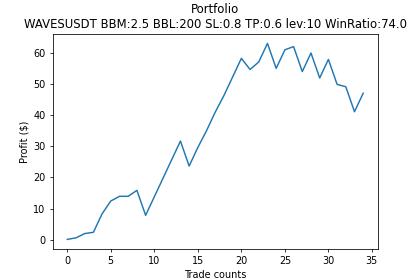 Portfolio
WAVESUSDT BBM:2.5 BBL:200 SL:0.8 TP:0.6 lev:10 WinRatio:74.0
60
50
40
30
20
10
0
Profit ($)
0 5 10 15 20 25 30 35
Trade counts